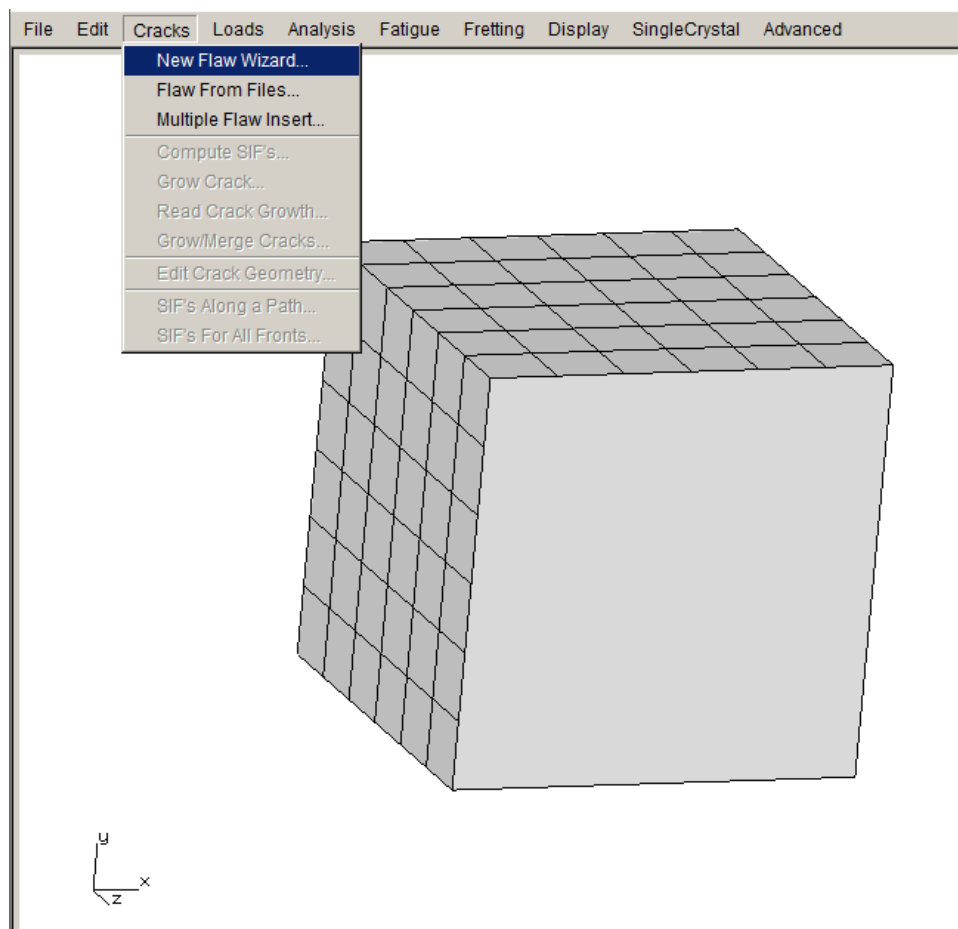 File Edit Cracks Loads Analysis Fatigue Fretting Display SingleCrystal Advanced
New Flaw Wizard...
Flaw From Files...
Multiple Flaw Insert...
Compute SIF's...
Grow Crack...
Read Crack Growth...
Grow/Merge Cracks...
Edit Crack Geometry...
SIF's Along a Path...
SIF's For All Fronts...
y
x
z